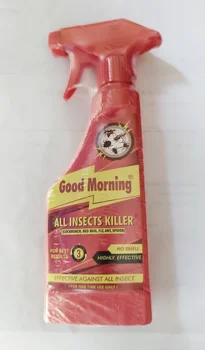 Good Morning®
ALL INSECTS KILLER
COCKROACH, BED BUG, FLY, ANT, SPIDER
FOR BEST
RESULTS
3
NO SMELL
HIGHLY EFFECTIVE
EFFECTIVE AGAINST ALL INSECT